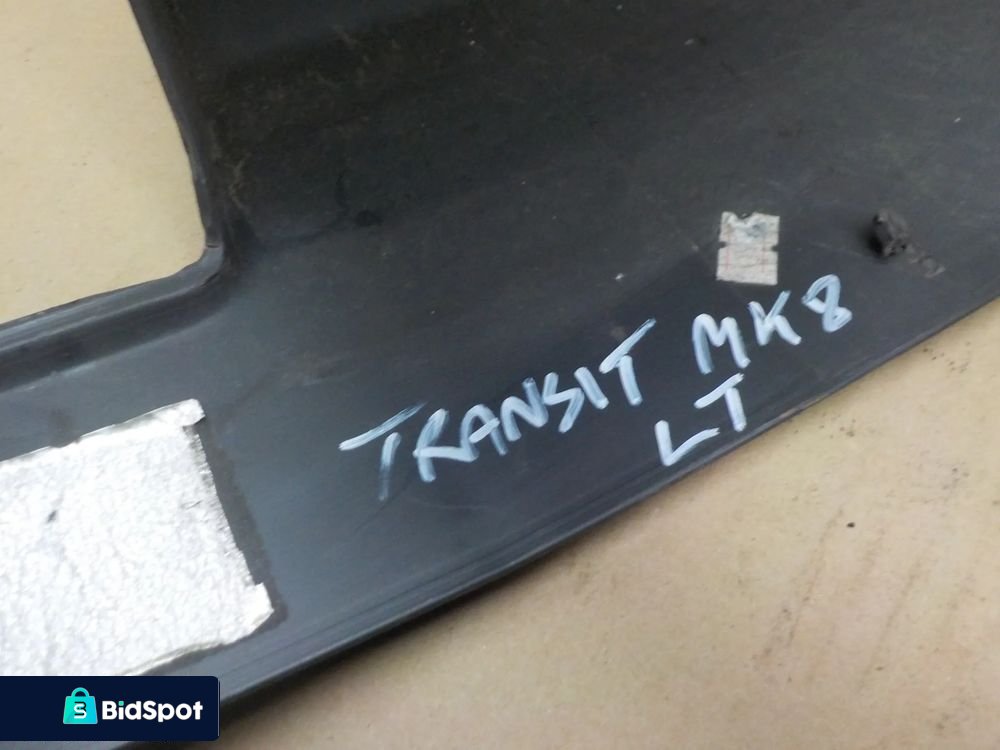 TRANSIT MK8
LT
BidSpot